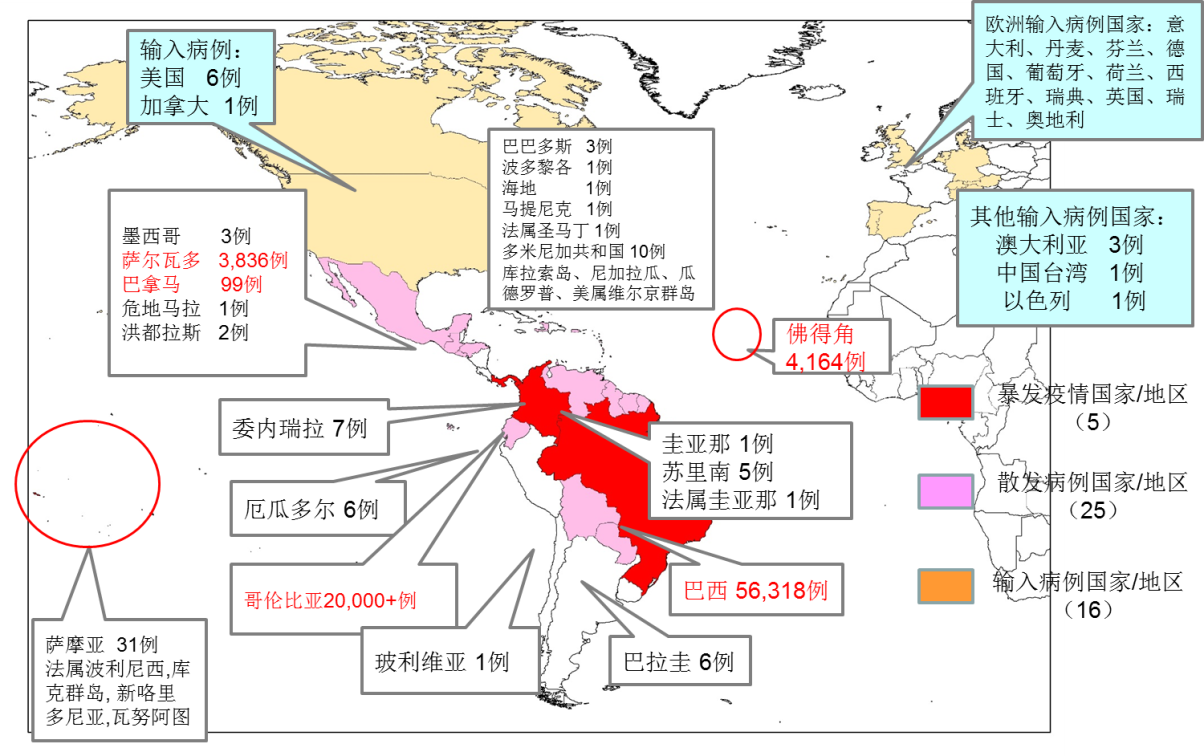 输入病例：
美国 6例
加拿大 1例
欧洲输入病例国家：意
大利、丹麦、芬兰、德
国、葡萄牙、荷兰、西
班牙、瑞典、英国、瑞
士、奥地利
巴巴多斯 3例
波多黎各 1例
海地 1例
马提尼克 1例
法属圣马丁 1例
多米尼加共和国 10例
库拉索岛、尼加拉瓜、瓜
德罗普、美属维尔京群岛
墨西哥 3例
萨尔瓦多 3,836例
巴拿马 99例
危地马拉 1例
洪都拉斯 2例
其他输入病例国家：
澳大利亚 3例
中国台湾 1例
以色列 1例
佛得角
4,164例
暴发疫情国家/地区
（5）
委内瑞拉 7例
圭亚那 1例
苏里南 5例
法属圭亚那 1例
散发病例国家/地区
（25）
厄瓜多尔 6例
哥伦比亚20,000+例
巴西 56,318例
输入病例国家/地区
（16）
萨摩亚 31例
法属波利尼西,库
克群岛, 新咯里
多尼亚,瓦努阿图
玻利维亚 1例
巴拉圭 6例